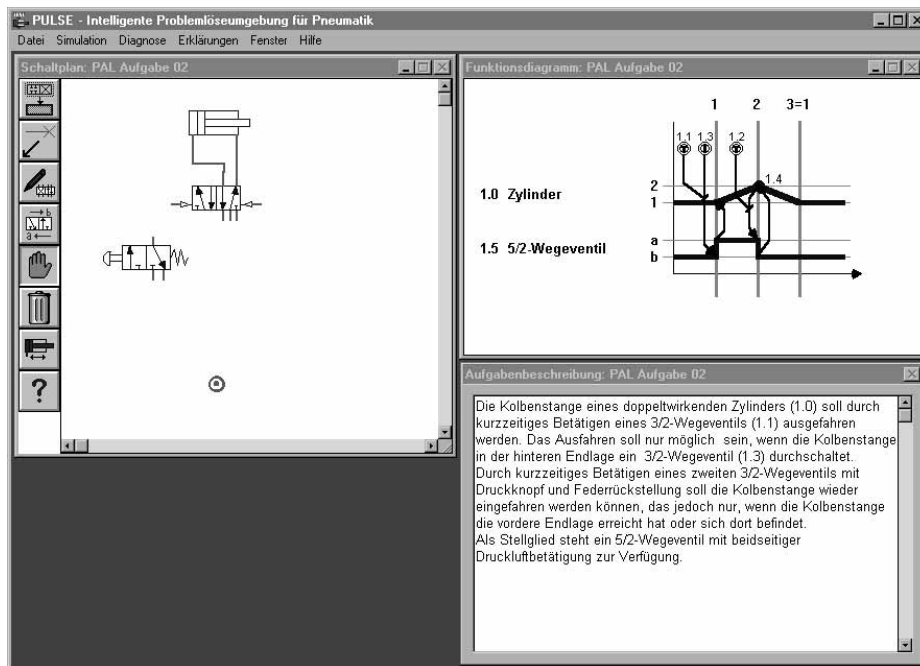 PULSE - Intelligente Problemlöseumgebung für Pneumatik
Datei Simulation Diagnose Erklärungen Fenster Hilfe
Schaltplan: PAL Aufgabe 02
b
a
?
Funktionsdiagramm: PAL Aufgabe 02
1 2 3=1
1.1 1.3 1.2
1.4
2
1.0 Zylinder
1
a
1.5 5/2-Wegeventil
b
Aufgabenbeschreibung: PAL Aufgabe 02
Die Kolbenstange eines doppeltwirkenden Zylinders (1.0) soll durch
kurzzeitiges Betätigen eines 3/2-Wegeventils (1.1) ausgefahren
werden. Das Ausfahren soll nur möglich sein, wenn die Kolbenstange
in der hinteren Endlage ein 3/2-Wegeventil (1.3) durchschaltet.
Durch kurzzeitiges Betätigen eines zweiten 3/2-Wegeventils mit
Druckknopf und Federrückstellung soll die Kolbenstange wieder
eingefahren werden können, das jedoch nur, wenn die Kolbenstange
die vordere Endlage erreicht hat oder sich dort befindet.
Als Stellglied steht ein 5/2-Wegeventil mit beidseitiger
Druckluftbetätigung zur Verfügung.